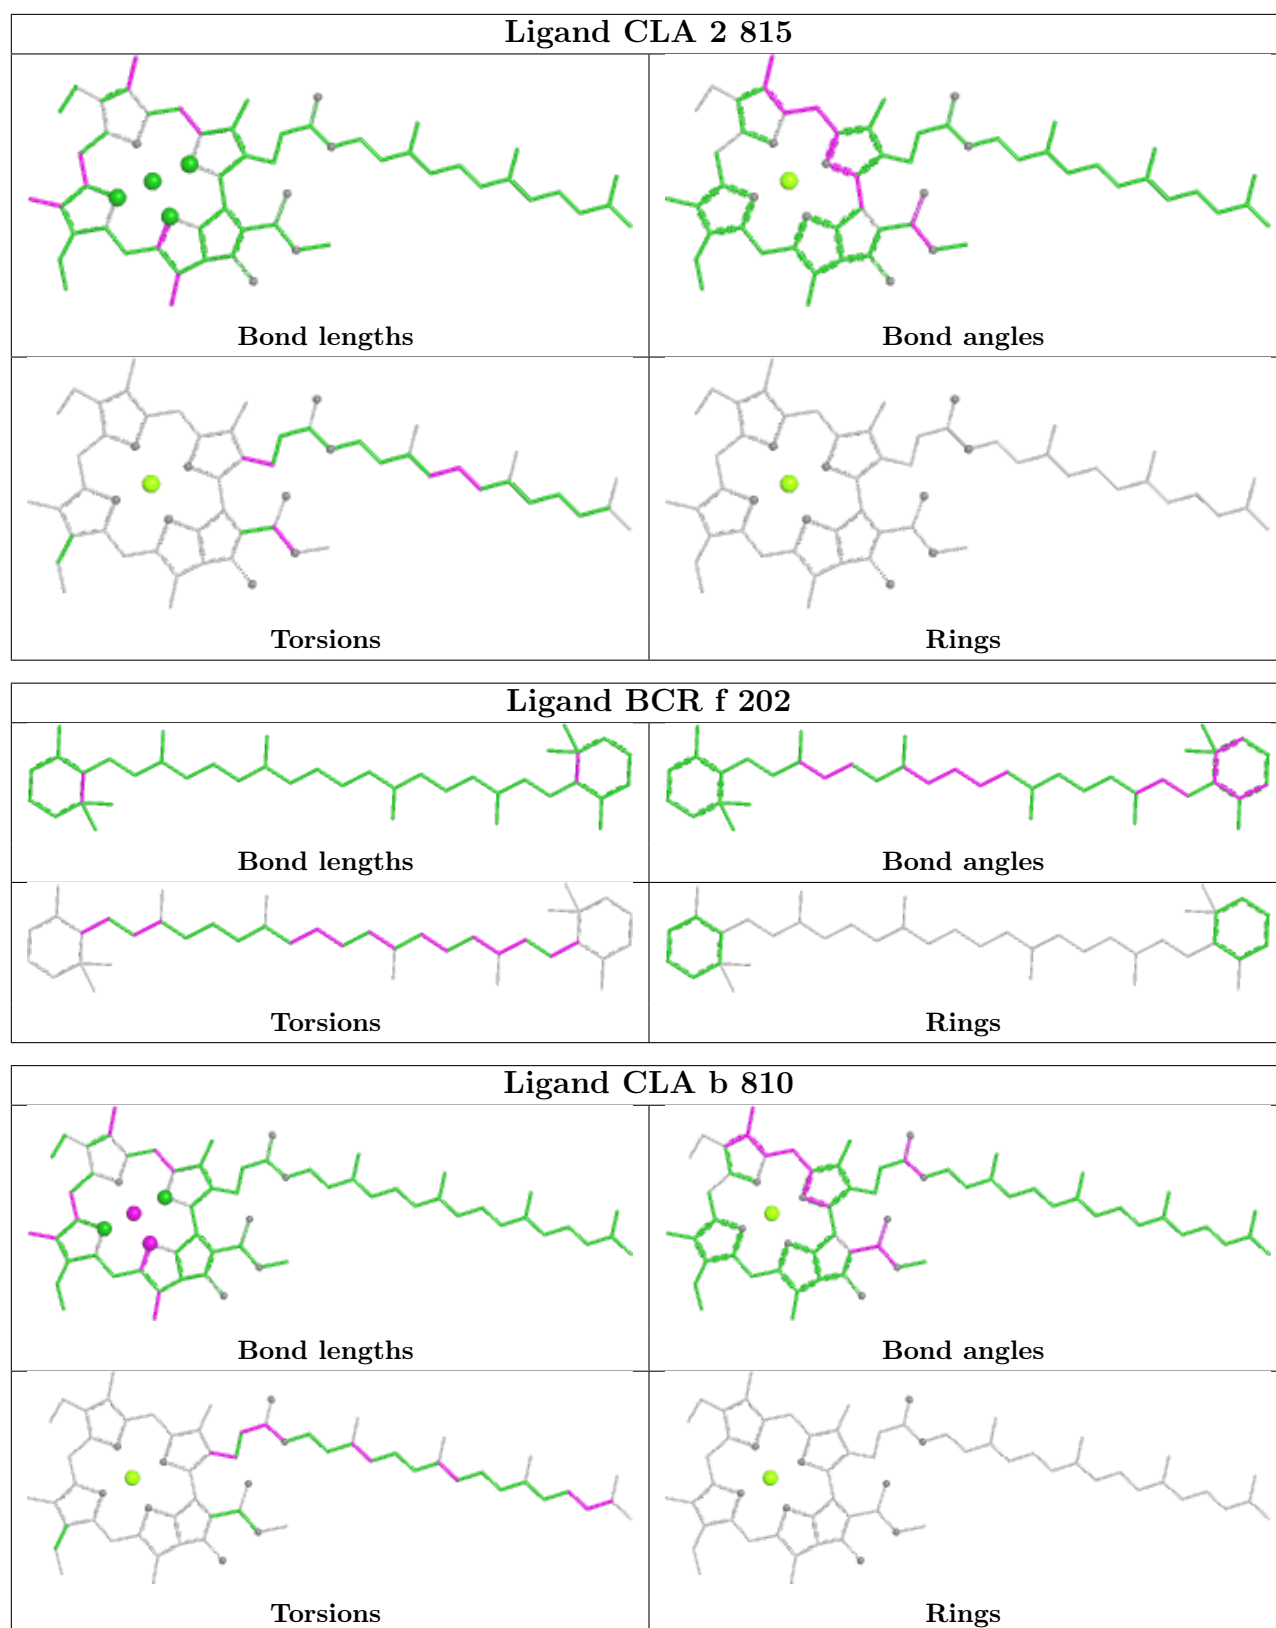 Ligand CLA 2 815
Bond lengths
Bond angles
Torsions
Rings
Ligand BCR f 202
Bond lengths
Bond angles
Torsions
Rings
Ligand CLA b 810
Bond lengths
Bond angles
Torsions
Rings